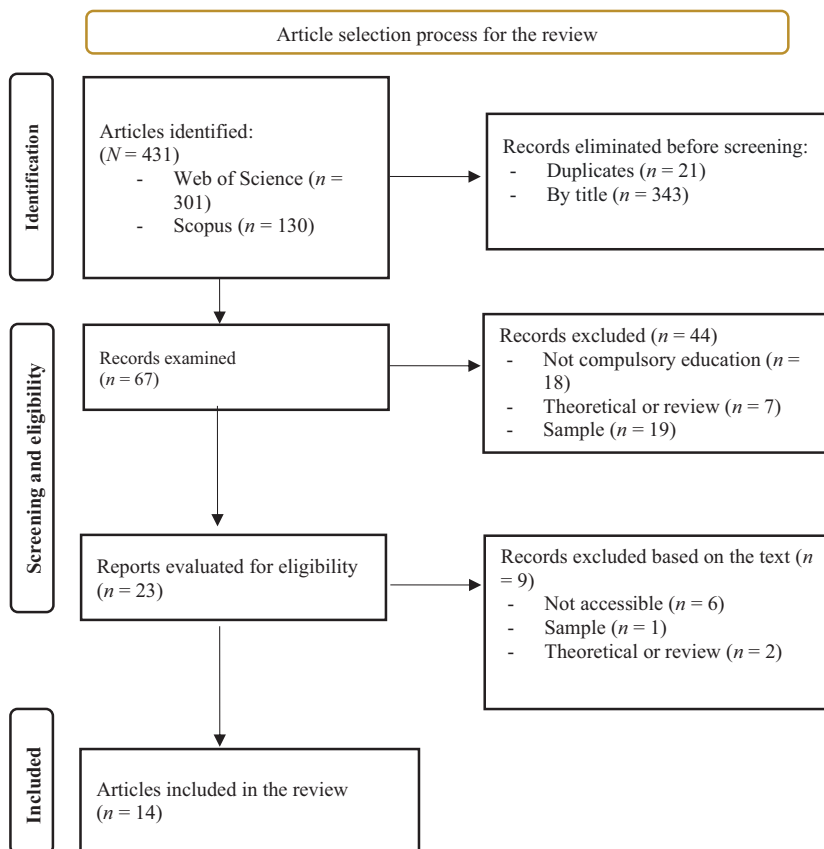 Article selection process for the review
Identification
Articles identified:
(N = 431)
- Web of Science (n =
301)
- Scopus (n = 130)
Records eliminated before screening:
- Duplicates (n = 21)
- By title (n = 343)
Screening and eligibility
Records examined
(n = 67)
Records excluded (n = 44)
- Not compulsory education (n =
18)
- Theoretical or review (n = 7)
- Sample (n = 19)
Reports evaluated for eligibility
(n = 23)
Records excluded based on the text (n
= 9)
- Not accessible (n = 6)
- Sample (n = 1)
- Theoretical or review (n = 2)
Included
Articles included in the review
(n = 14)